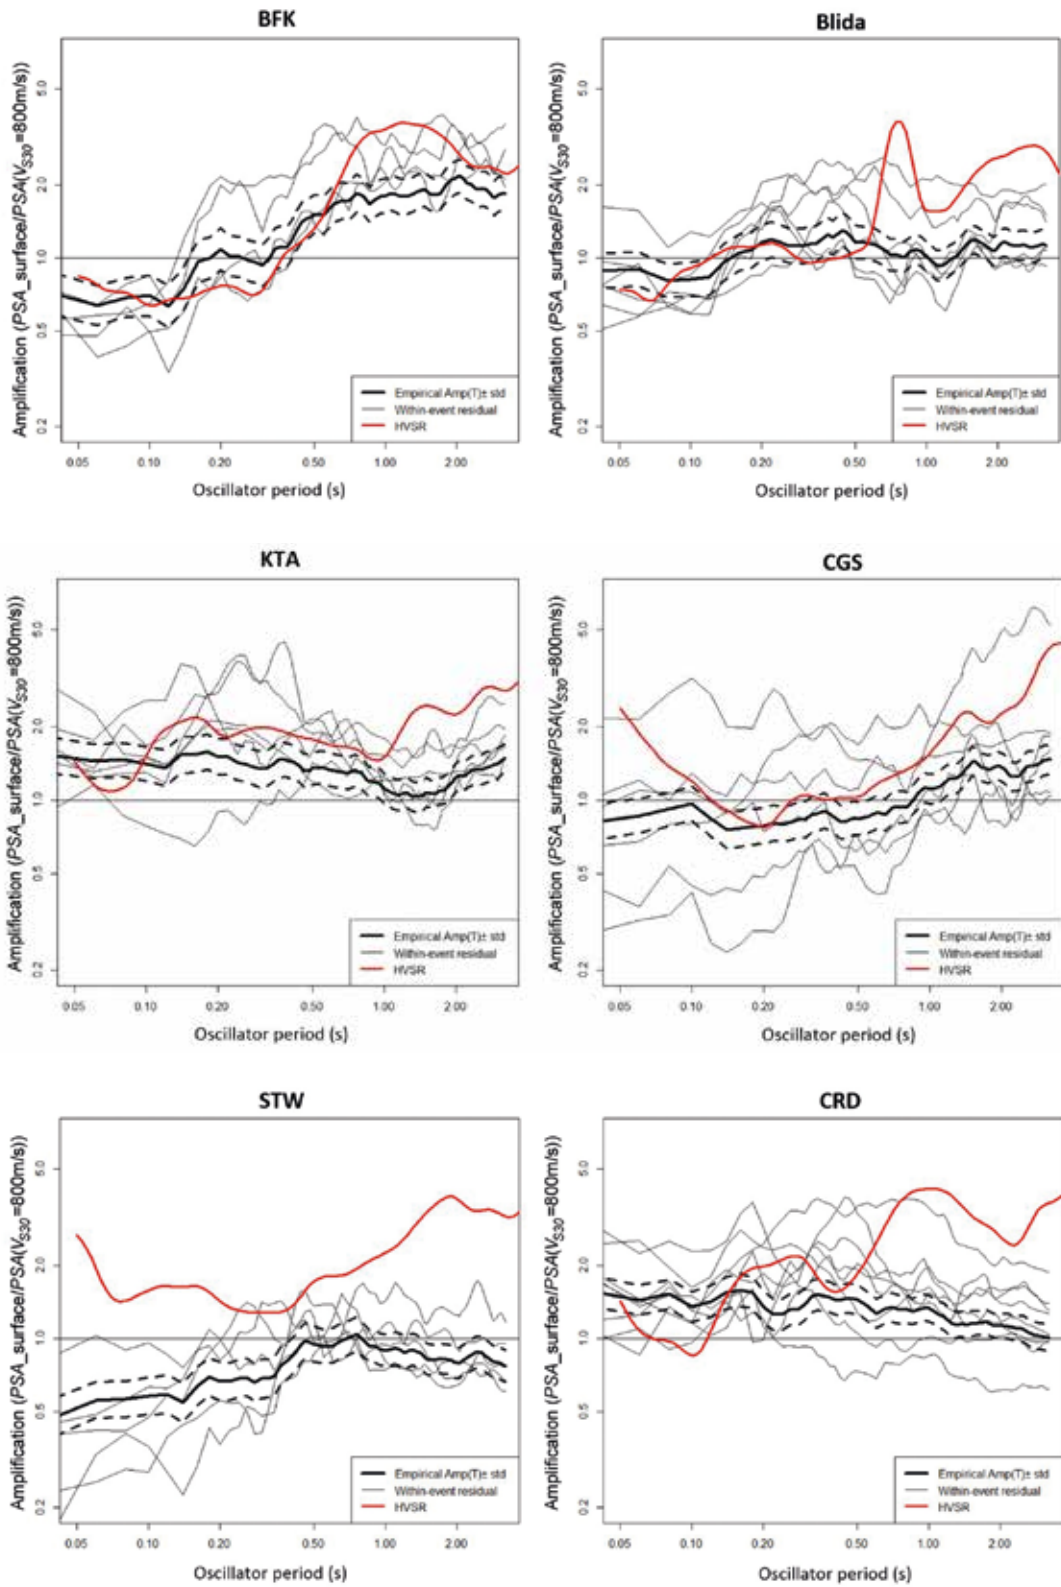 BFK
Amplification (PSA_surface/PSA(VS30=800m/s))
5.0
2.0
1.0
0.5
0.2
Empirical Amp(T)± std
Within-event residual
HVSR
0.05 0.10 0.20 0.50 1.00 2.00
Oscillator period (s)
Blida
Amplification (PSA_surface/PSA(VS30=800m/s))
5.0
2.0
1.0
0.5
0.2
Empirical Amp(T)± std
Within-event residual
HVSR
0.05 0.10 0.20 0.50 1.00 2.00
Oscillator period (s)
KTA
Amplification (PSA_surface/PSA(VS30=800m/s))
5.0
2.0
1.0
0.5
0.2
Empirical Amp(T)± std
Within-event residual
HVSR
0.05 0.10 0.20 0.50 1.00 2.00
Oscillator period (s)
CGS
Amplification (PSA_surface/PSA(VS30=800m/s))
5.0
2.0
1.0
0.5
0.2
Empirical Amp(T)± std
Within-event residual
HVSR
0.05 0.10 0.20 0.50 1.00 2.00
Oscillator period (s)
STW
Amplification (PSA_surface/PSA(VS30=800m/s))
5.0
2.0
1.0
0.5
0.2
Empirical Amp(T)± std
Within-event residual
HVSR
0.05 0.10 0.20 0.50 1.00 2.00
Oscillator period (s)
CRD
Amplification (PSA_surface/PSA(VS30=800m/s))
5.0
2.0
1.0
0.5
0.2
Empirical Amp(T)± std
Within-event residual
HVSR
0.05 0.10 0.20 0.50 1.00 2.00
Oscillator period (s)